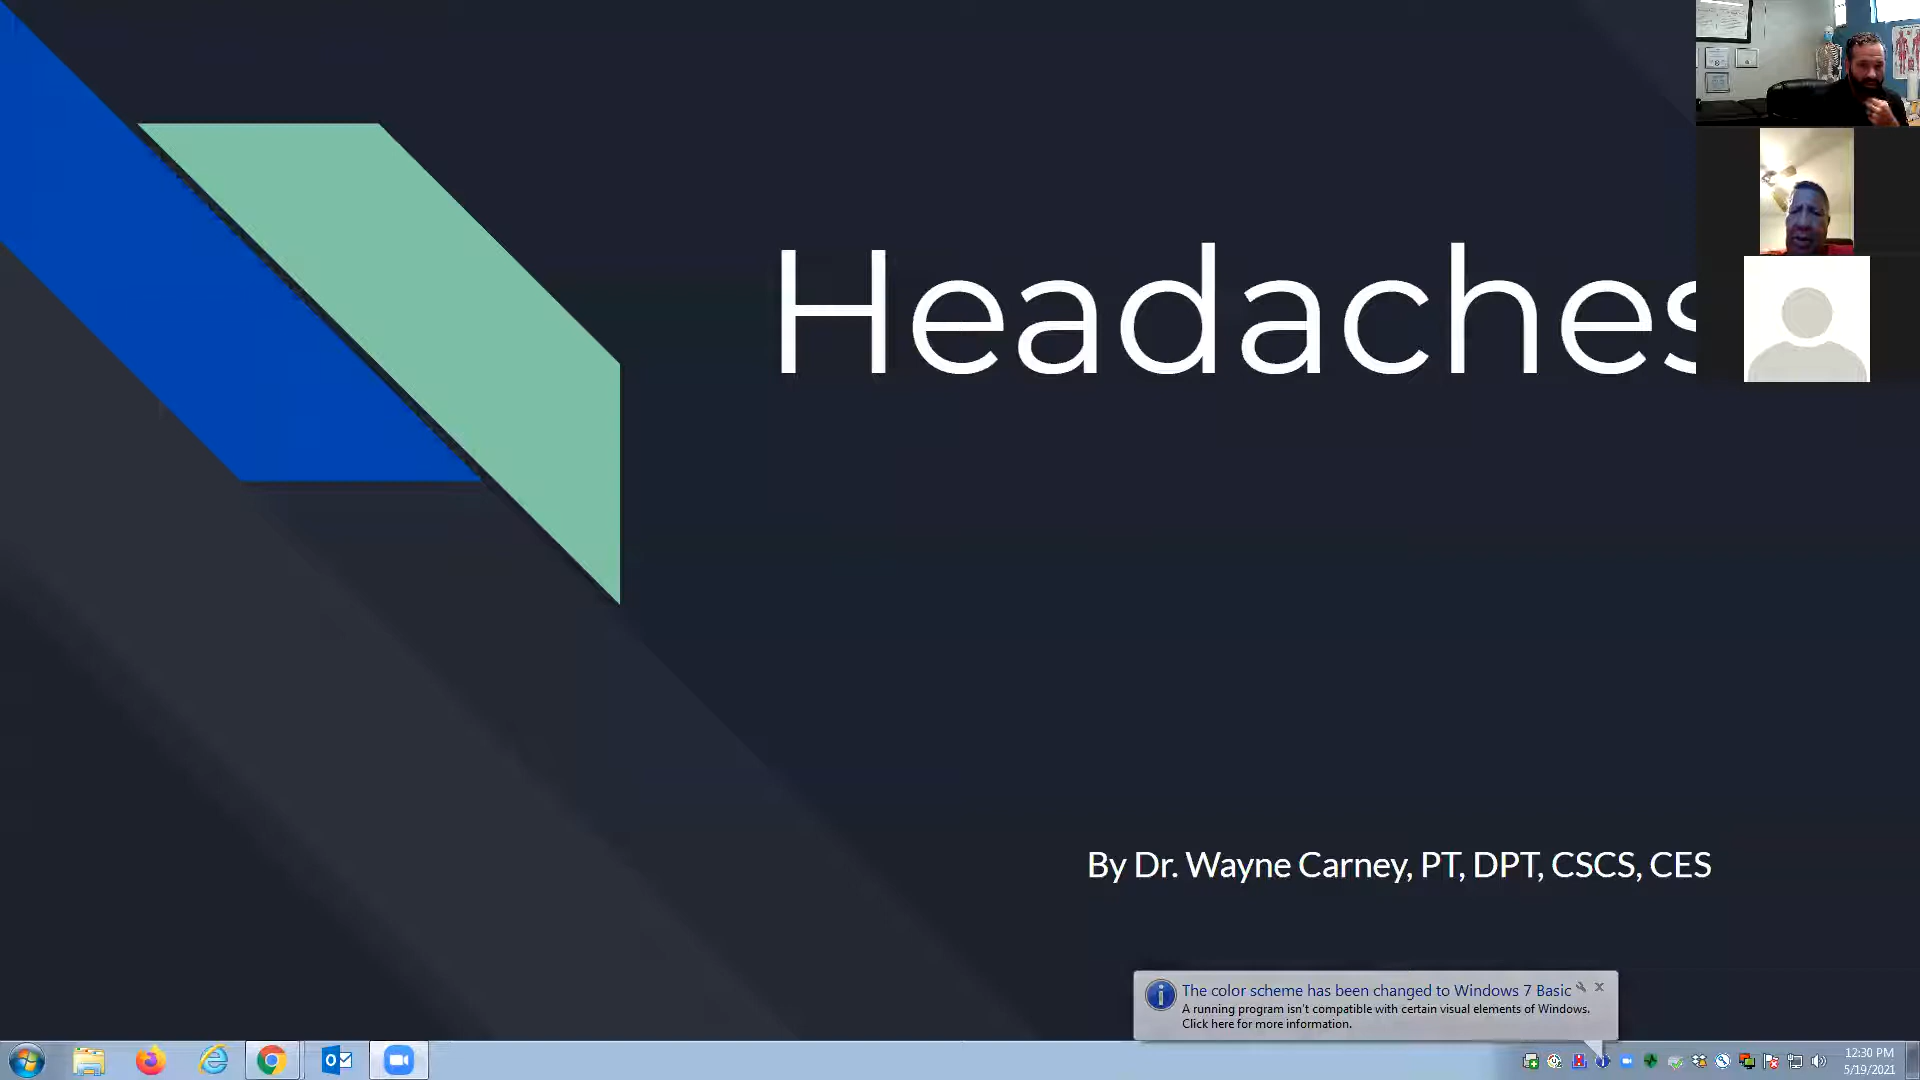 Headaches
By Dr. Wayne Carney, PT, DPT, CSCS, CES
The color scheme has been changed to Windows 7 Basic
A running program isn't compatible with certain visual elements of Windows.
Click here for more information.
12:30 PM
5/19/2021